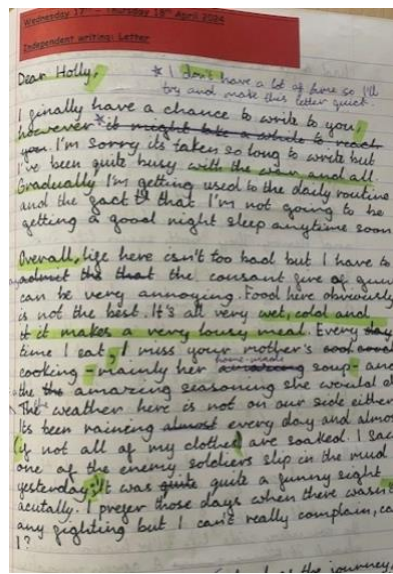 Wednesday 17th - Thursday 18th April 2024
Independent writing: Letter
Dear Holly,
* I don't have a lot of time so I'll
try and make this letter quick.
I finally have a chance to write to you,
however * it might take a while to reach
you. I'm sorry its taken so long to write but
I've been quite busy with the war and all.
Gradually I'm getting used to the daily routine
and the fact that I'm not going to be
getting a good night sleep anytime soon
Overall, life here isn't too bad but I have to
admit the that the consant fire of guns
can be very annoying. Food here obviously
is not the best. It's all very wet, cold and
it makes a very lousy meal. Every day
time I eat, I miss your mother's
home-made
cooking - mainly her amazing soup - and
the amazing seasoning she would
The weather here is not on our side either
Its been raining almost every day and almo
(if not all of my clothes) are soaked. I saw
one of the enemy soldiers slip in the mud
yesterday; It was quite quite a funny sight
acutally. I prefer those days when there wasn't
any fighting but I can't really complain, ca
I?
the journey,